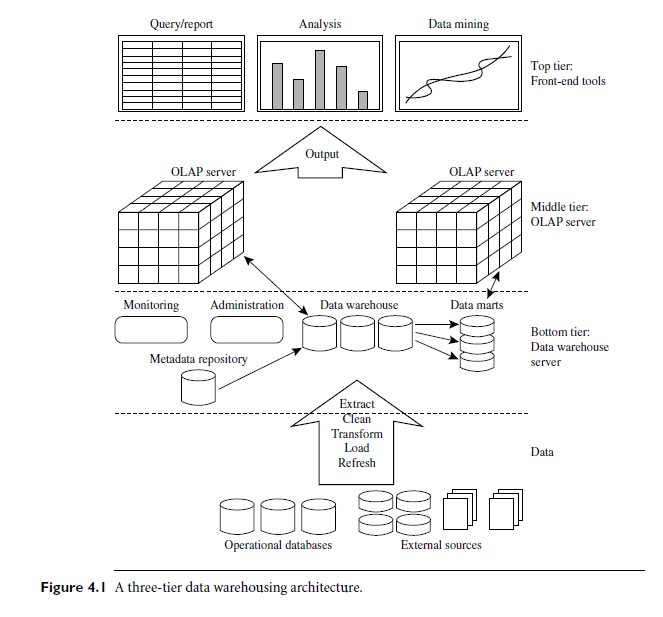 Query/report
Analysis
Data mining
Top tier:
Front-end tools
Output
OLAP server
OLAP server
Middle tier:
OLAP server
Monitoring
Administration
Data warehouse
Data marts
Bottom tier:
Data warehouse
server
Metadata repository
Extract
Clean
Transform
Load
Refresh
Data
Operational databases
External sources
Figure 4.1 A three-tier data warehousing architecture.